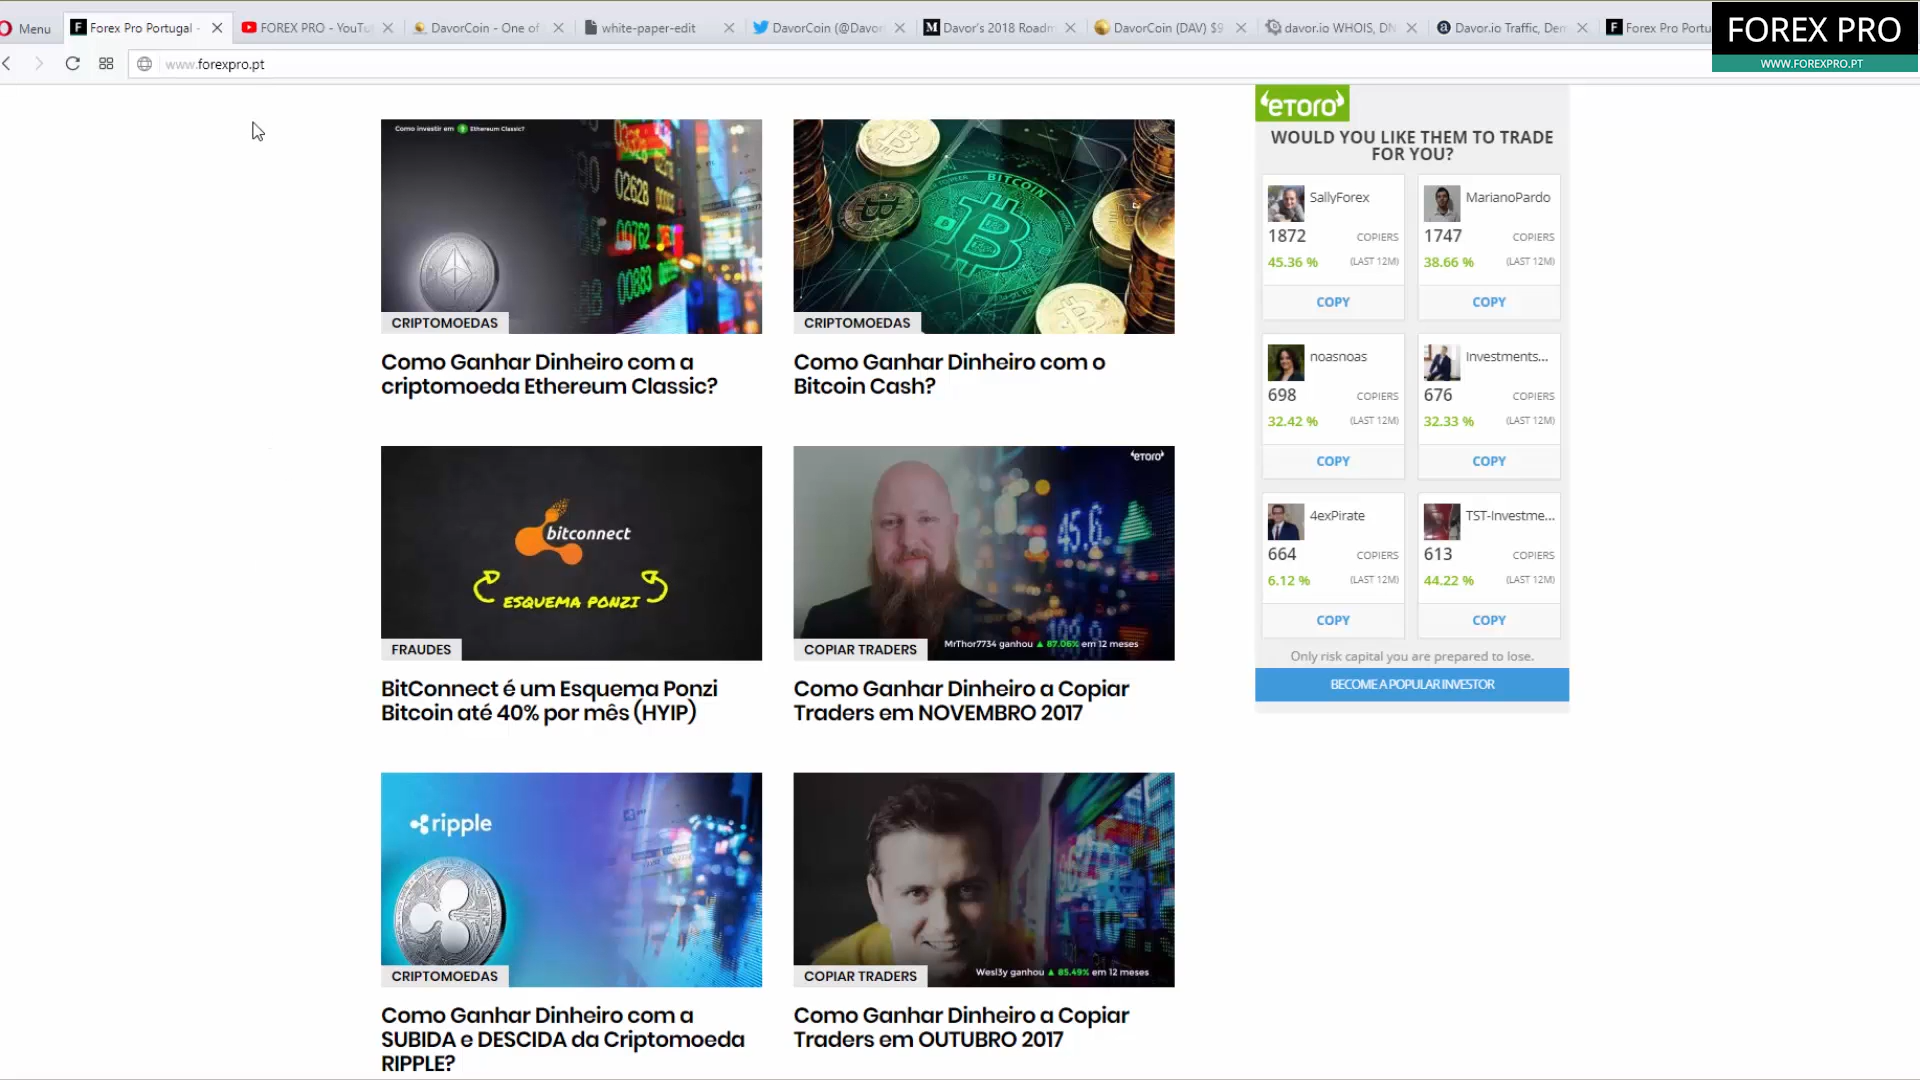 Menu
Forex Pro Portugal -
FOREX PRO - YouTu
DavorCoin - One of
white-paper-edit
DavorCoin (@Davor
Davor's 2018 Roadm
DavorCoin (DAV) $9
davor.io WHOIS, DN
Davor.io Traffic, Dem
Forex Pro Portu
FOREX PRO
WWW.FOREXPRO.PT
www.forexpro.pt
Como investir em Ethereum Classic?
CRIPTOMOEDAS
Como Ganhar Dinheiro com a
criptomoeda Ethereum Classic?
BITCOIN
CRIPTOMOEDAS
Como Ganhar Dinheiro com o
Bitcoin Cash?
bitconnect
ESQUEMA PONZI
FRAUDES
BitConnect é um Esquema Ponzi
Bitcoin até 40% por mês (HYIP)
eToro
45.6
MrThor7734 ganhou ▲ 87.06% em 12 meses
COPIAR TRADERS
Como Ganhar Dinheiro a Copiar
Traders em NOVEMBRO 2017
ripple
CRIPTOMOEDAS
Como Ganhar Dinheiro com a
SUBIDA e DESCIDA da Criptomoeda
RIPPLE?
Wesl3y ganhou ▲ 85.49% em 12 meses
COPIAR TRADERS
Como Ganhar Dinheiro a Copiar
Traders em OUTUBRO 2017
eToro
WOULD YOU LIKE THEM TO TRADE
FOR YOU?
SallyForex
1872 COPIERS
45.36 % (LAST 12M)
COPY
MarianoPardo
1747 COPIERS
38.66 % (LAST 12M)
COPY
noasnoas
698 COPIERS
32.42 % (LAST 12M)
COPY
Investments...
676 COPIERS
32.33 % (LAST 12M)
COPY
4exPirate
664 COPIERS
6.12 % (LAST 12M)
COPY
TST-Investme...
613 COPIERS
44.22 % (LAST 12M)
COPY
Only risk capital you are prepared to lose.
BECOME A POPULAR INVESTOR